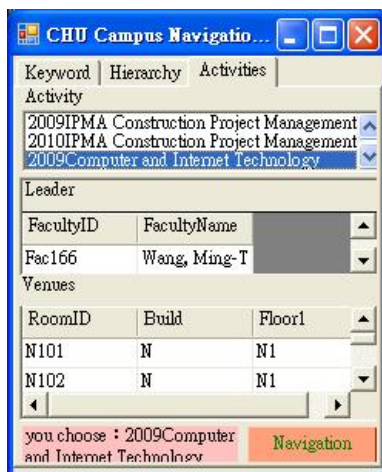 CHU Campus Navigatio...
Keyword Hierarchy Activities
Activity
2009IPMA Construction Project Management
2010IPMA Construction Project Management
2009Computer and Internet Technology
Leader
FacultyID FacultyName
Fac166 Wang, Ming-T
Venues
RoomID Build Floor1
N101 N N1
N102 N N1
you choose：2009Computer
and Internet Technology
Navigation